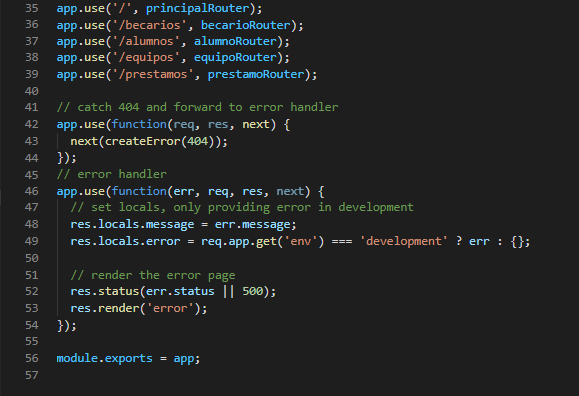 35 app.use('/', principalRouter);
36 app.use('/becarios', becarioRouter);
37 app.use('/alumnos', alumnoRouter);
38 app.use('/equipos', equipoRouter);
39 app.use('/prestamos', prestamoRouter);
40
41 // catch 404 and forward to error handler
42 app.use(function(req, res, next) {
43   next(createError(404));
44 });
45 // error handler
46 app.use(function(err, req, res, next) {
47   // set locals, only providing error in development
48   res.locals.message = err.message;
49   res.locals.error = req.app.get('env') === 'development' ? err : {};
50
51   // render the error page
52   res.status(err.status || 500);
53   res.render('error');
54 });
55
56 module.exports = app;
57